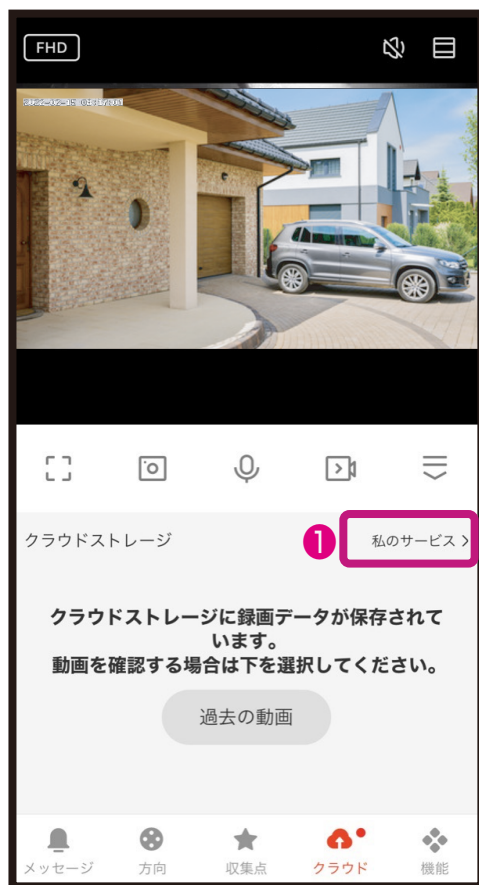 FHD
クラウドストレージ
1 私のサービス >
クラウドストレージに録画データが保存されて
います。
動画を確認する場合は下を選択してください。
過去の動画
メッセージ 方向 収集点 クラウド 機能